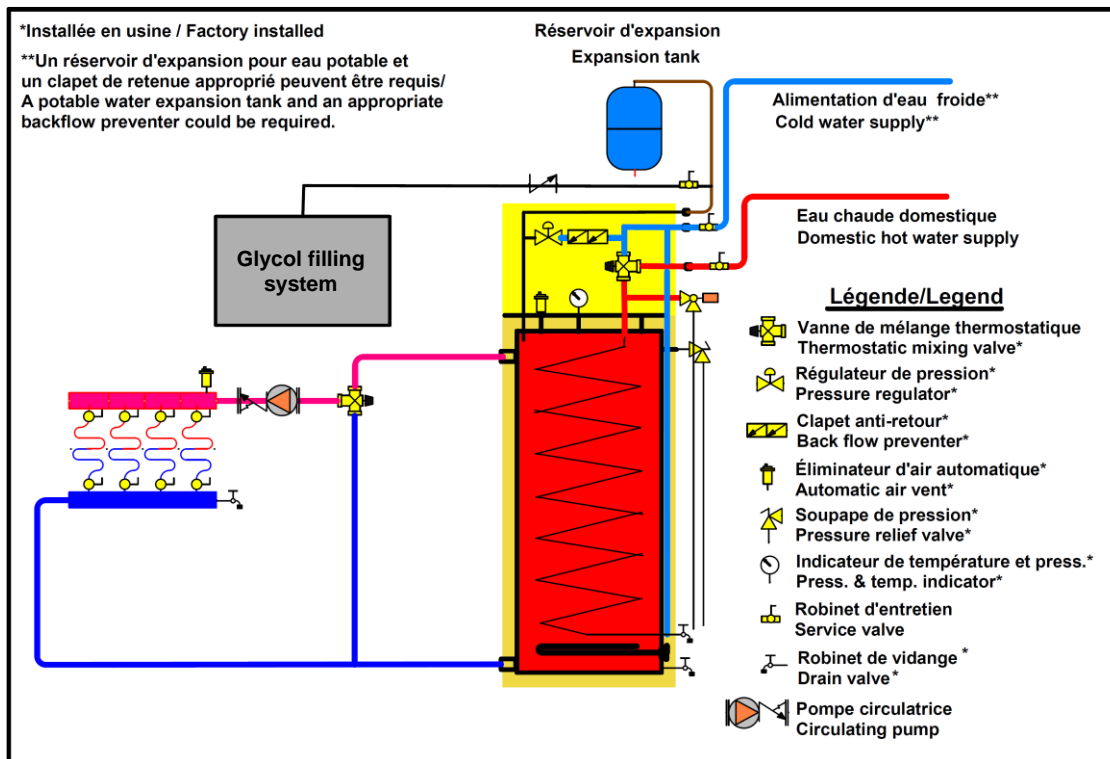 *Installée en usine / Factory installed
**Un réservoir d'expansion pour eau potable et
un clapet de retenue approprié peuvent être requis/
A potable water expansion tank and an appropriate
backflow preventer could be required.
Réservoir d'expansion
Expansion tank
Alimentation d'eau froide**
Cold water supply**
Eau chaude domestique
Domestic hot water supply
Glycol filling
system
Légende/Legend
Vanne de mélange thermostatique
Thermostatic mixing valve*
Régulateur de pression*
Pressure regulator*
Clapet anti-retour*
Back flow preventer*
Éliminateur d'air automatique*
Automatic air vent*
Soupape de pression*
Pressure relief valve*
Indicateur de température et press.*
Press. & temp. indicator*
Robinet d'entretien
Service valve
Robinet de vidange *
Drain valve*
Pompe circulatrice
Circulating pump